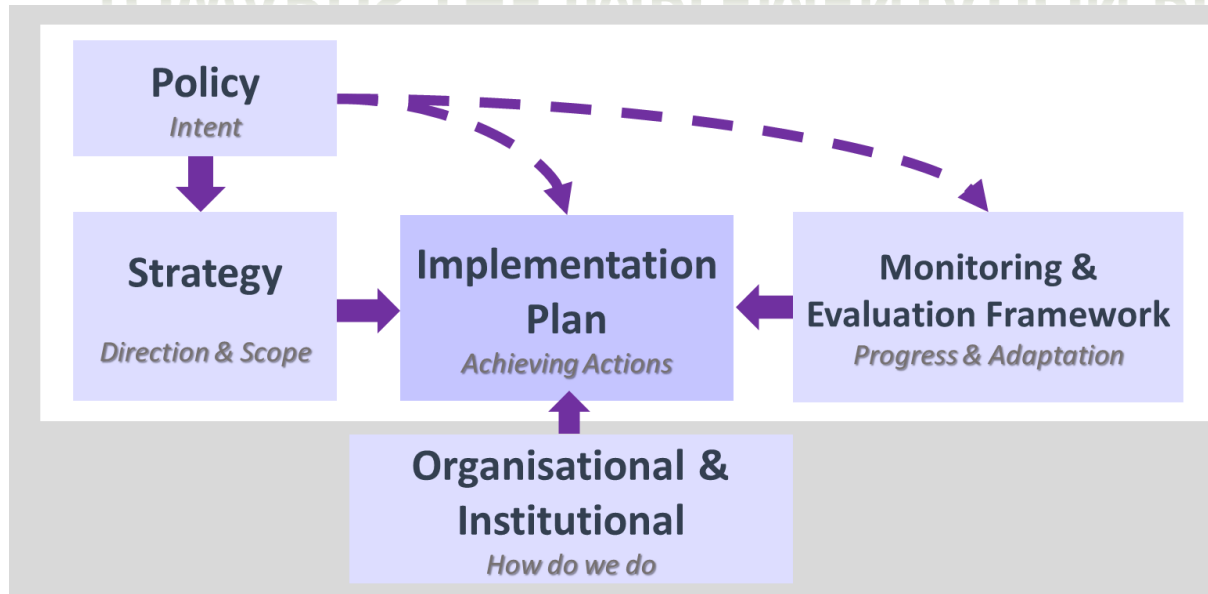 Policy
Intent
Strategy
Direction & Scope
Implementation
Plan
Achieving Actions
Monitoring &
Evaluation Framework
Progress & Adaptation
Organisational &
Institutional
How do we do